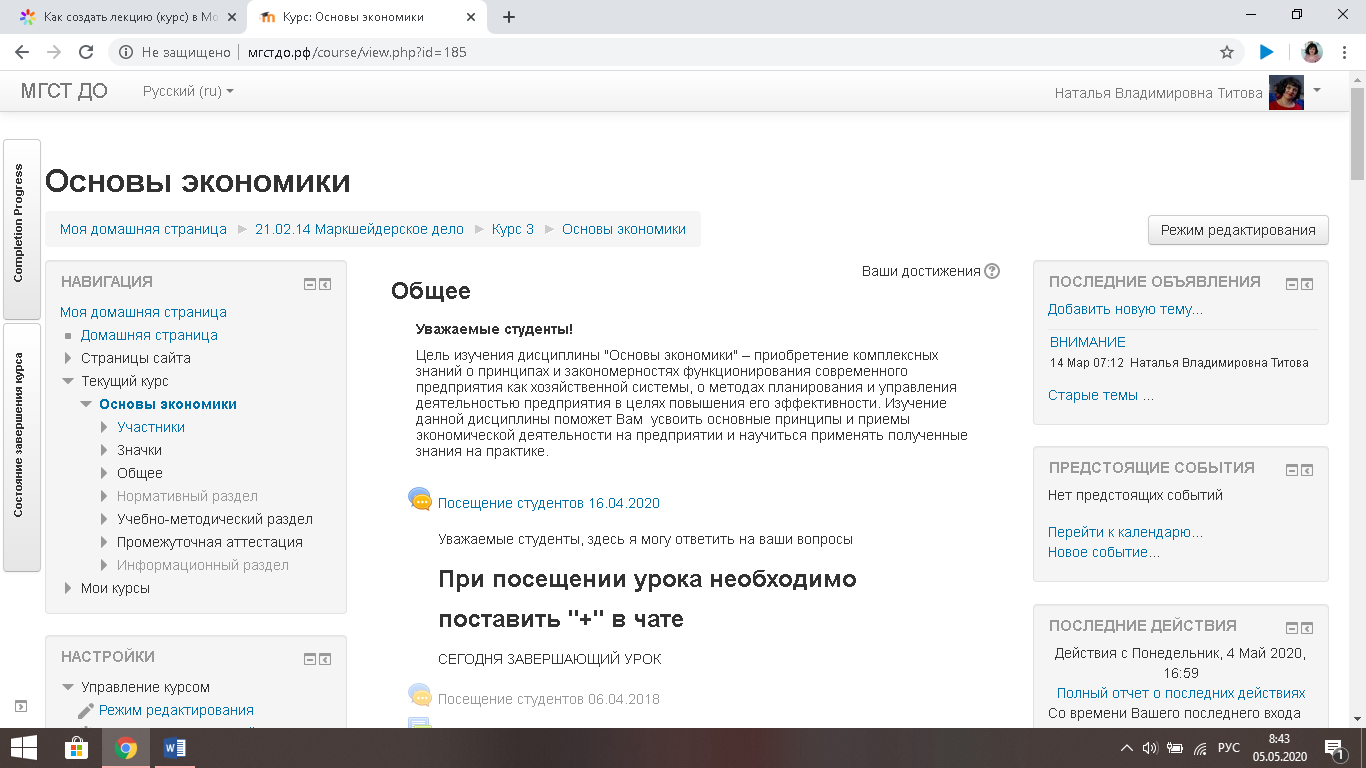 Как создать лекцию (курс) в Mo
Курс: Основы экономики
Не защищено
мгстдо.рф/course/view.php?id=185
МГСТ ДО
Русский (ru)
Наталья Владимировна Титова
Completion Progress
Состояние завершения курса
Основы экономики
Моя домашняя страница
21.02.14 Маркшейдерское дело
Курс 3
Основы экономики
Режим редактирования
НАВИГАЦИЯ
Моя домашняя страница
Домашняя страница
Страницы сайта
Текущий курс
Основы экономики
Участники
Значки
Общее
Нормативный раздел
Учебно-методический раздел
Промежуточная аттестация
Информационный раздел
Мои курсы
НАСТРОЙКИ
Управление курсом
Режим редактирования
Ваши достижения
Общее
Уважаемые студенты!
Цель изучения дисциплины "Основы экономики" – приобретение комплексных
знаний о принципах и закономерностях функционирования современного
предприятия как хозяйственной системы, о методах планирования и управления
деятельностью предприятия в целях повышения его эффективности. Изучение
данной дисциплины поможет Вам усвоить основные принципы и приемы
экономической деятельности на предприятии и научиться применять полученные
знания на практике.
Посещение студентов 16.04.2020
Уважаемые студенты, здесь я могу ответить на ваши вопросы
При посещении урока необходимо
поставить "+" в чате
СЕГОДНЯ ЗАВЕРШАЮЩИЙ УРОК
Посещение студентов 06.04.2018
ПОСЛЕДНИЕ ОБЪЯВЛЕНИЯ
Добавить новую тему...
ВНИМАНИЕ
14 Мар 07:12 Наталья Владимировна Титова
Старые темы ...
ПРЕДСТОЯЩИЕ СОБЫТИЯ
Нет предстоящих событий
Перейти к календарю...
Новое событие...
ПОСЛЕДНИЕ ДЕЙСТВИЯ
Действия с Понедельник, 4 Май 2020,
16:59
Полный отчет о последних действиях
Со времени Вашего последнего входа
РУС
8:43
05.05.2020
1